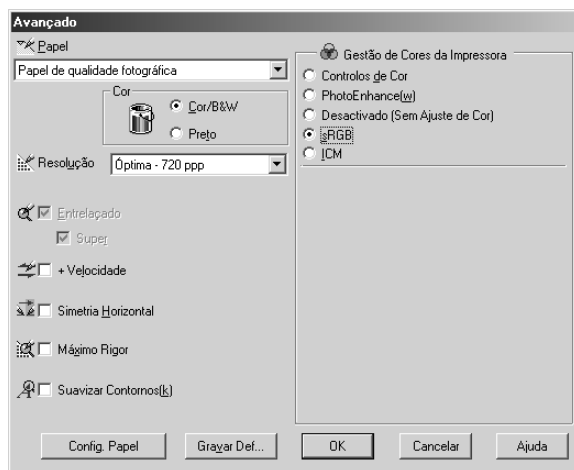 Avançado
Papel
Papel de qualidade fotográfica
Cor
Cor/B&W
Preto
Resolução
Óptima - 720 ppp
Entrelaçado
Super
+ Velocidade
Simetria Horizontal
Máximo Rigor
Suavizar Contornos(k)
Gestão de Cores da Impressora
Controlos de Cor
PhotoEnhance(w)
Desactivado (Sem Ajuste de Cor)
sRGB
ICM
Config. Papel
Gravar Def...
OK
Cancelar
Ajuda